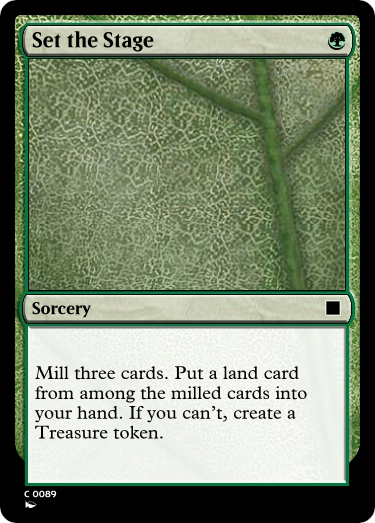 Set the Stage
Sorcery
Mill three cards. Put a land card
from among the milled cards into
your hand. If you can't, create a
Treasure token.
C 0089